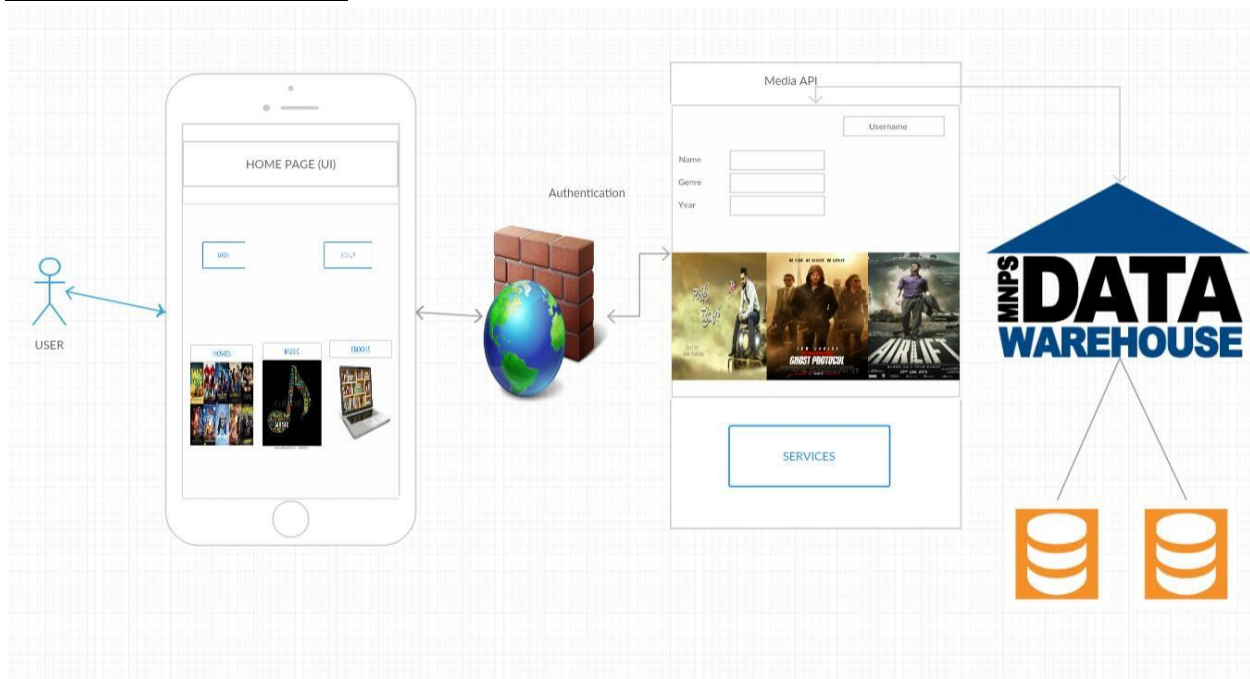 HOME PAGE (UI)
MOVIES
MUSIC
EBOOKS
MUSIC
USER
Authentication
Media API
Username
Name
Genre
Year
GHOST PROTOCOL
AIRLIFT
SERVICES
MNPS
DATA
WAREHOUSE